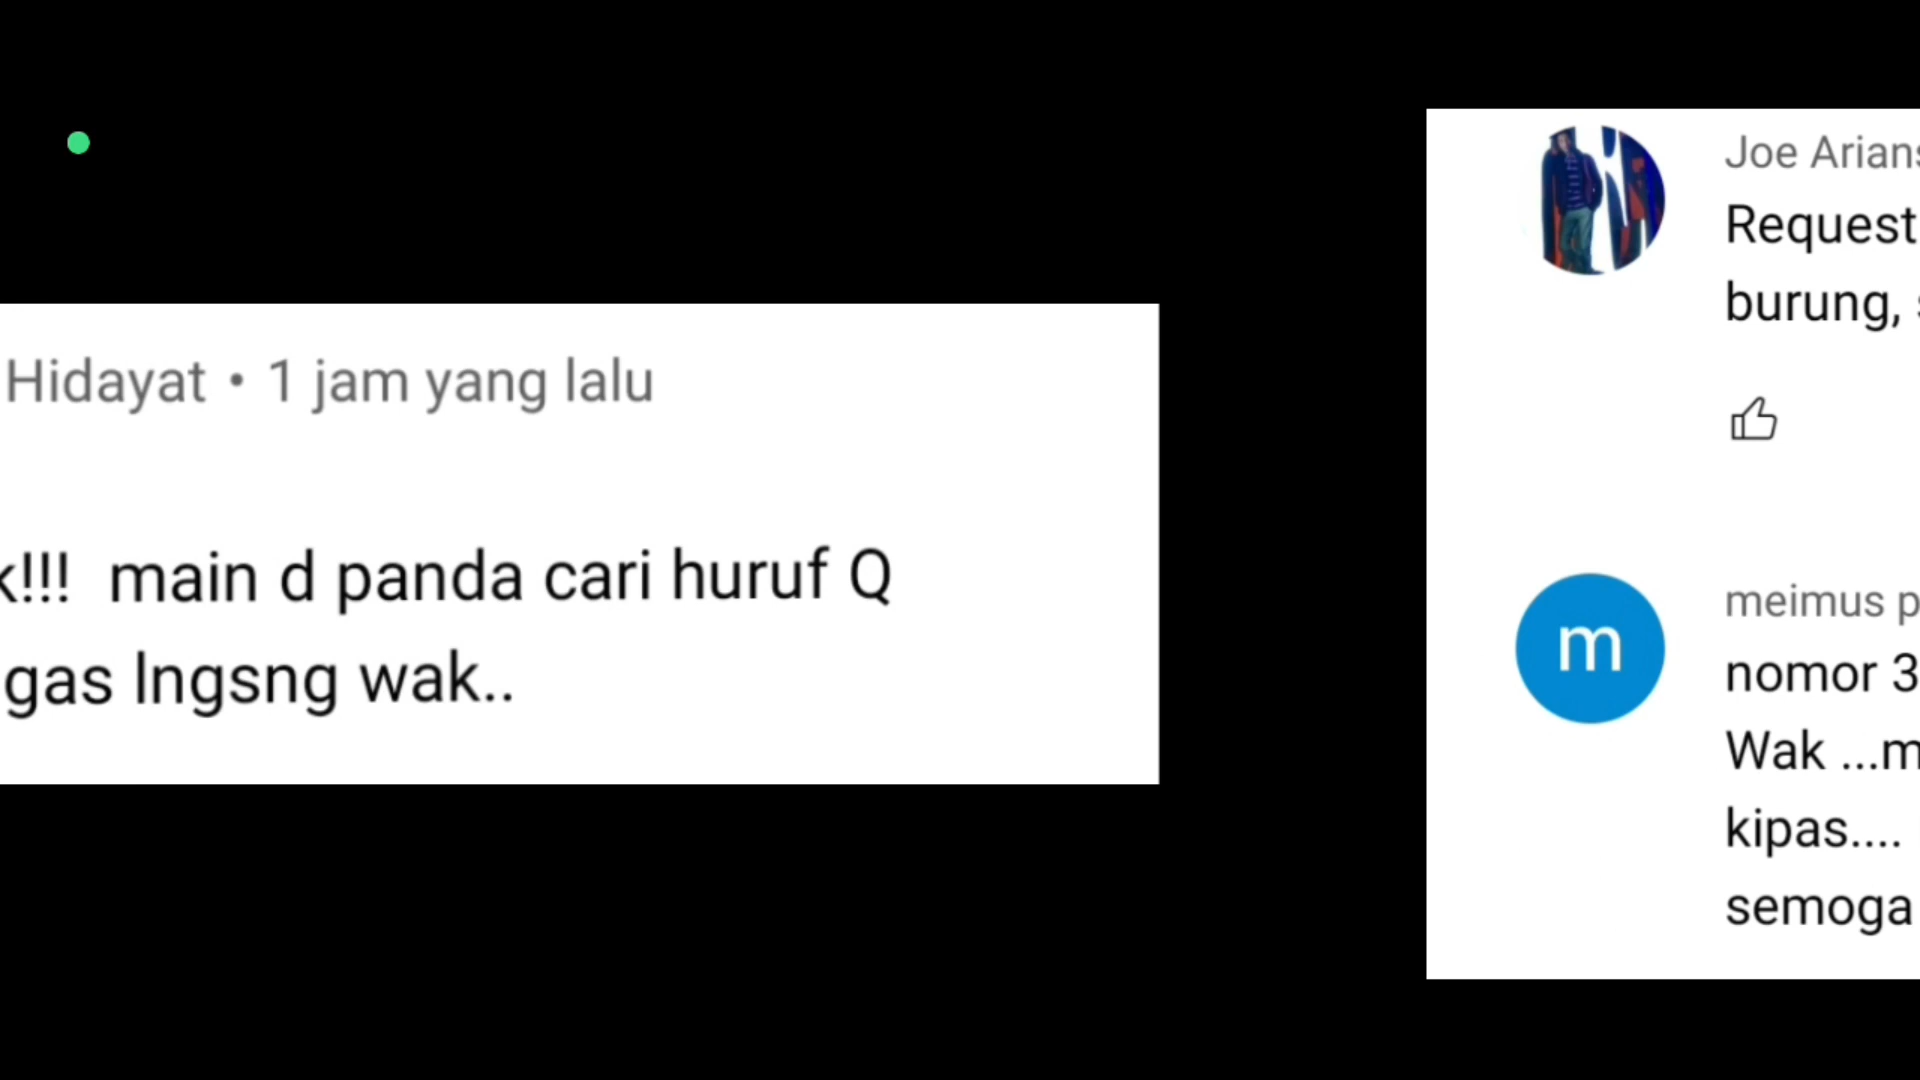 Hidayat • 1 jam yang lalu
k!!! main d panda cari huruf Q
gas lngsng wak..
Joe Arians
Request
burung,
m
meimus p
nomor 3
Wak ...m
kipas....
semoga